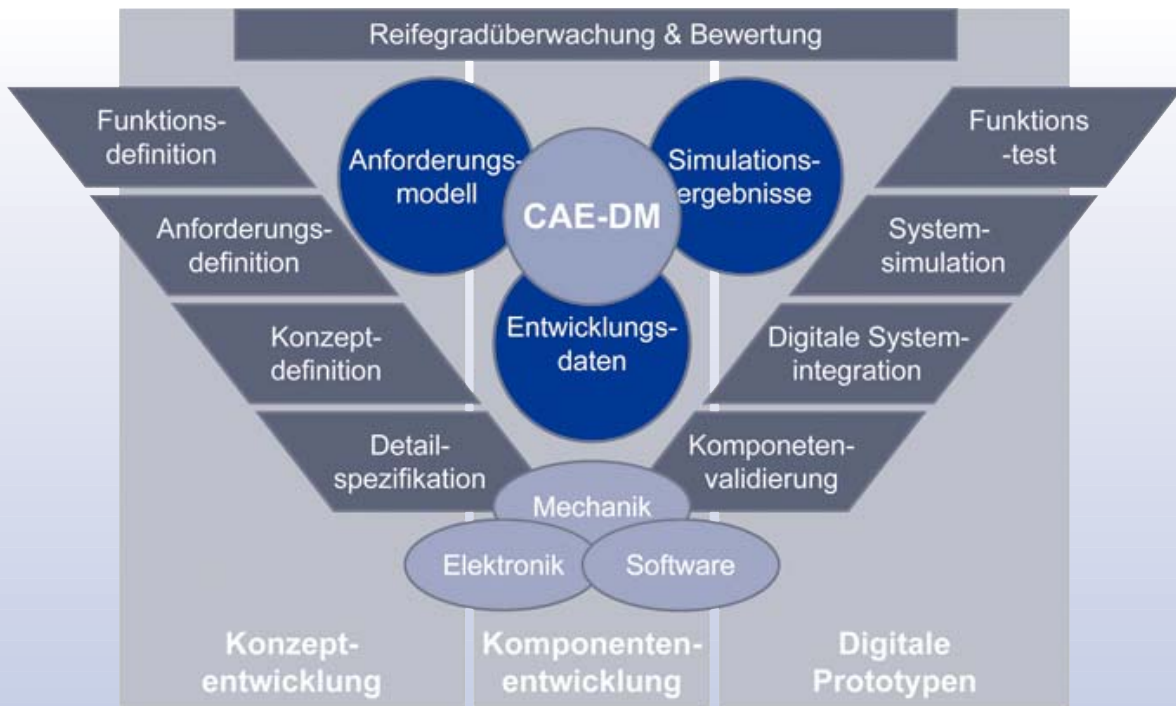 Reifegradüberwachung & Bewertung
Funktions-
definition
Anforderungs-
definition
Konzept-
definition
Detail-
spezifikation
Anforderungs-
modell
CAE-DM
Simulations-
ergebnisse
Entwicklungs-
daten
Funktions
-test
System-
simulation
Digitale System-
integration
Komponeten-
validierung
Mechanik
Elektronik
Software
Konzept-
entwicklung
Komponenten-
entwicklung
Digitale
Prototypen